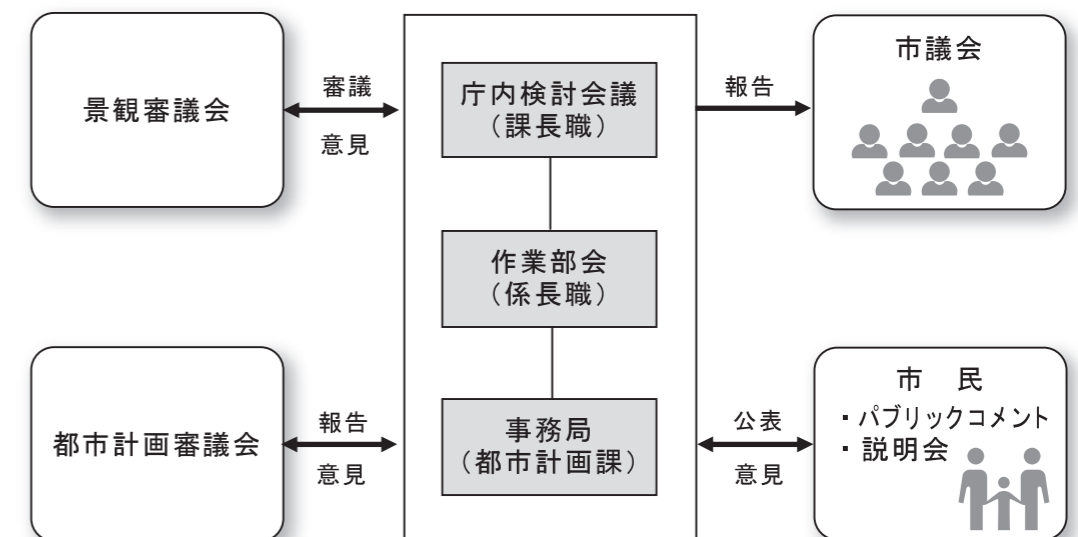 景観審議会
審議
意見
庁内検討会議
（課長職）
報告
市議会
作業部会
（係長職）
都市計画審議会
報告
意見
事務局
（都市計画課）
公表
意見
市　民
・パブリックコメント
・説明会